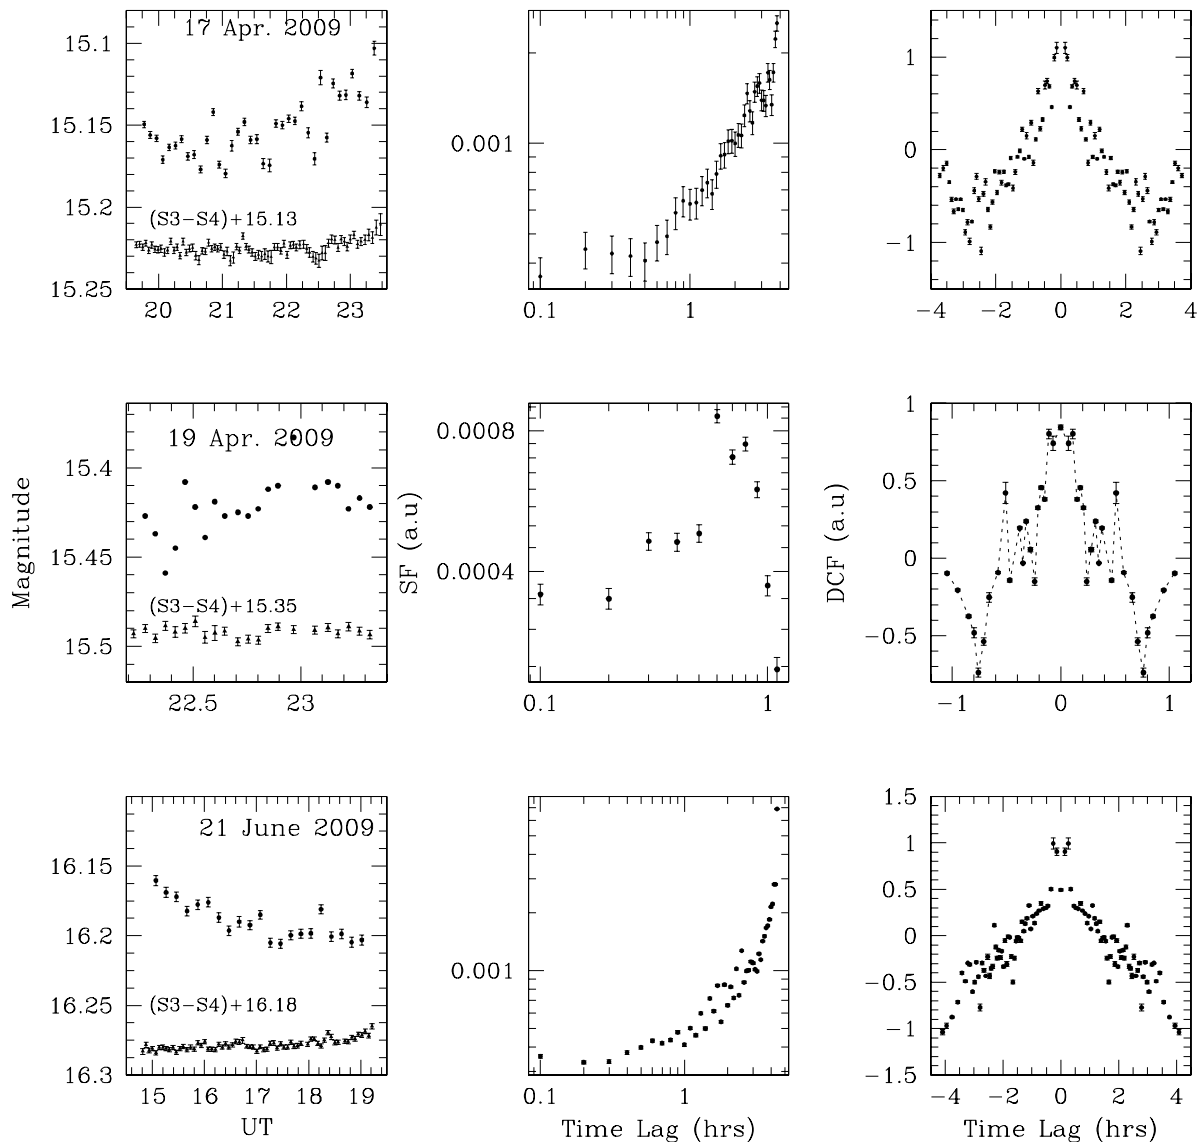 17 Apr. 2009
15.1
15.15
15.2
15.25
(S3−S4)+15.13
20 21 22 23
0.001
0.1 1
1
0
−1
−4 −2 0 2 4
19 Apr. 2009
15.4
15.45
15.5
(S3−S4)+15.35
22.5 23
Magnitude
0.0008
0.0004
0.1 1
SF (a.u)
1
0.5
0
−0.5
−1 0 1
DCF (a.u)
21 June 2009
16.15
16.2
16.25
16.3
(S3−S4)+16.18
15 16 17 18 19
UT
0.001
0.1 1
Time Lag (hrs)
1.5
1
0.5
0
−0.5
−1
−1.5
−4 −2 0 2 4
Time Lag (hrs)